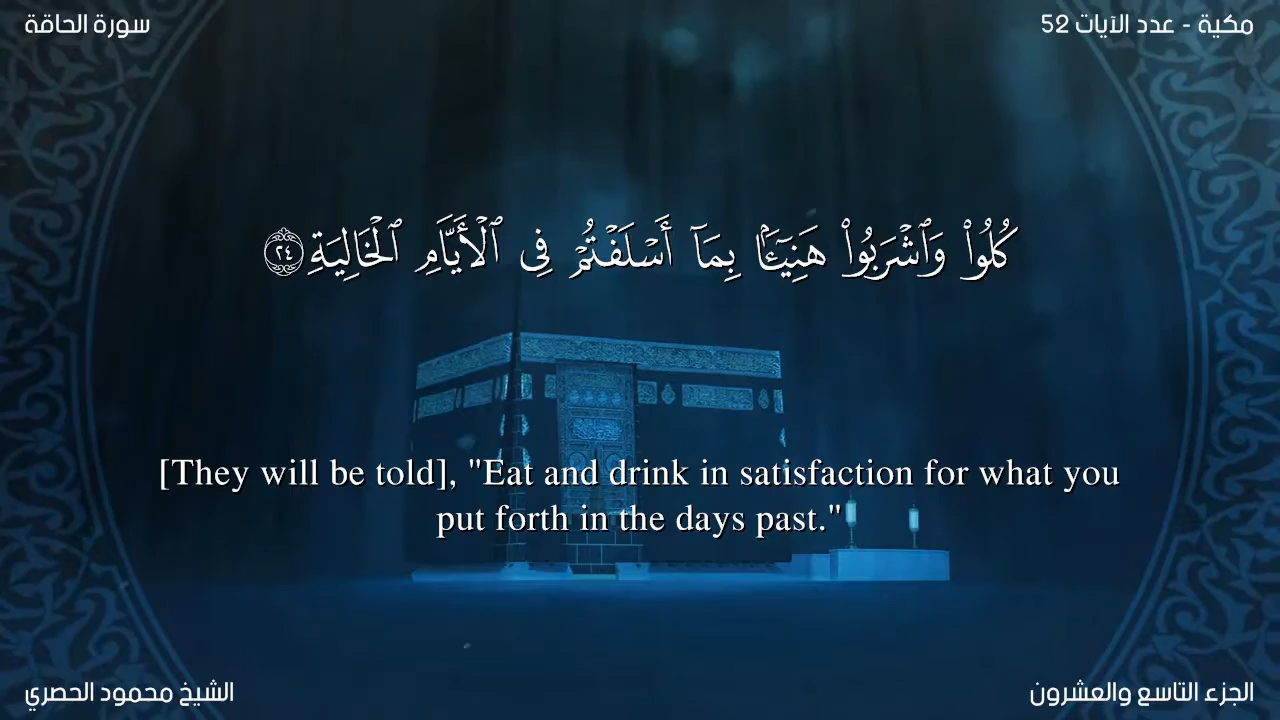 سورة الحاقة
مكية - عدد الآيات 52
كُلُوا۟ وَٱشْرَبُوا۟ هَنِيٓـًٔۢا بِمَآ أَسْلَفْتُمْ فِى ٱلْأَيَّامِ ٱلْخَالِيَةِ ٢٤
[They will be told], "Eat and drink in satisfaction for what you
put forth in the days past."
الشيخ محمود الحصري
الجزء التاسع والعشرون